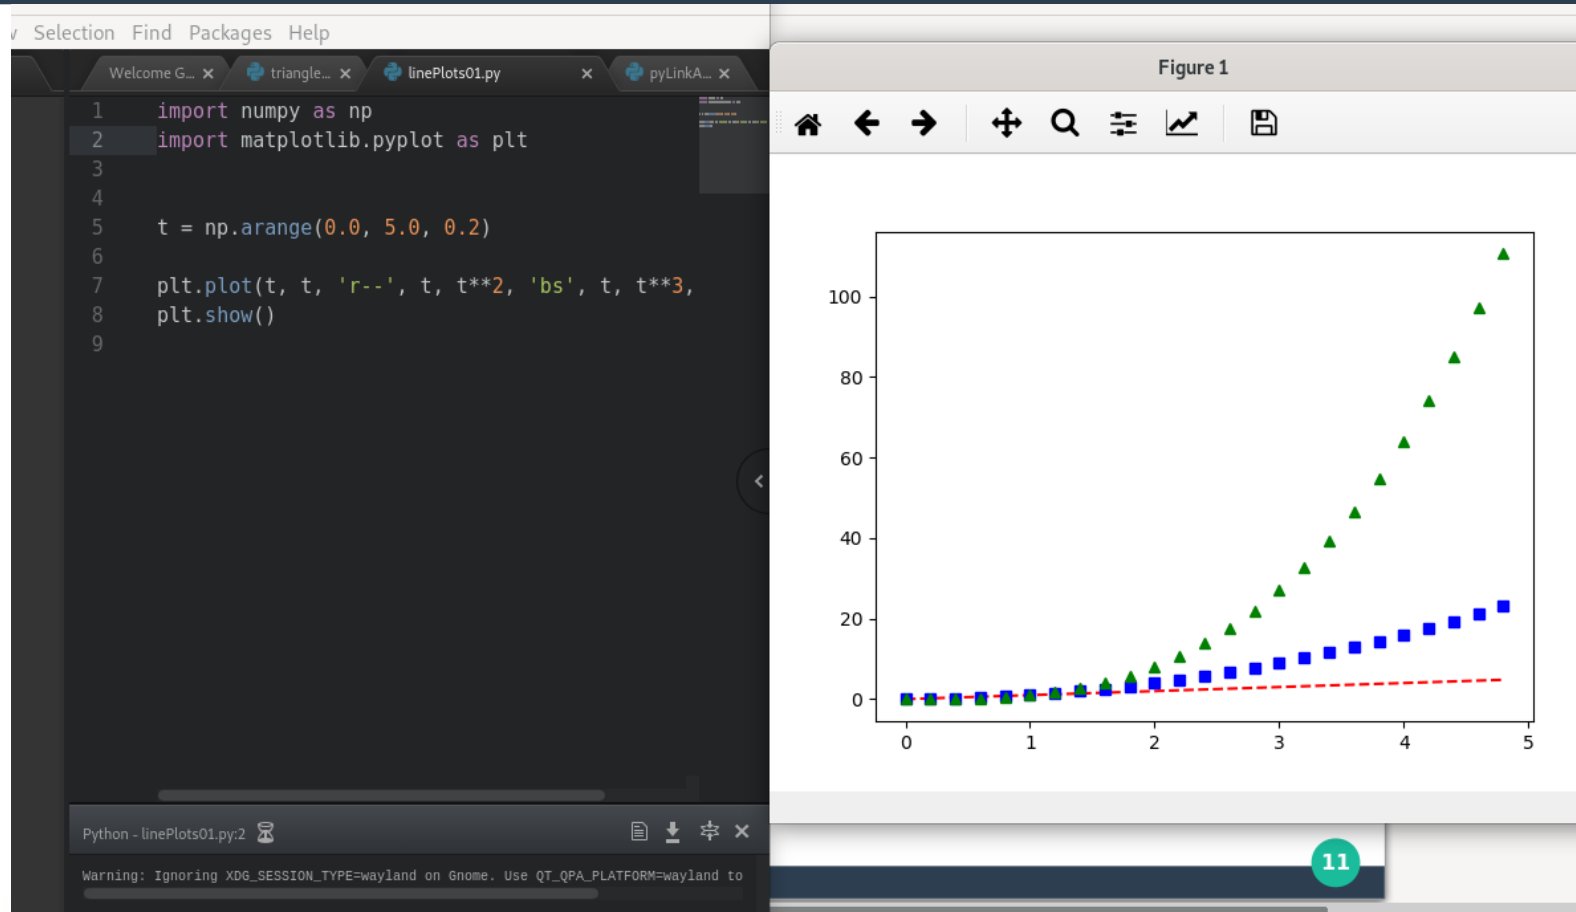 Selection Find Packages Help
Welcome G... triangle... linePlots01.py pyLinkA...
1 import numpy as np
2 import matplotlib.pyplot as plt
3
4
5 t = np.arange(0.0, 5.0, 0.2)
6
7 plt.plot(t, t, 'r--', t, t**2, 'bs', t, t**3,
8 plt.show()
9
Python - linePlots01.py:2
Warning: Ignoring XDG_SESSION_TYPE=wayland on Gnome. Use QT_QPA_PLATFORM=wayland to
Figure 1
100
80
60
40
20
0
0 1 2 3 4 5
11